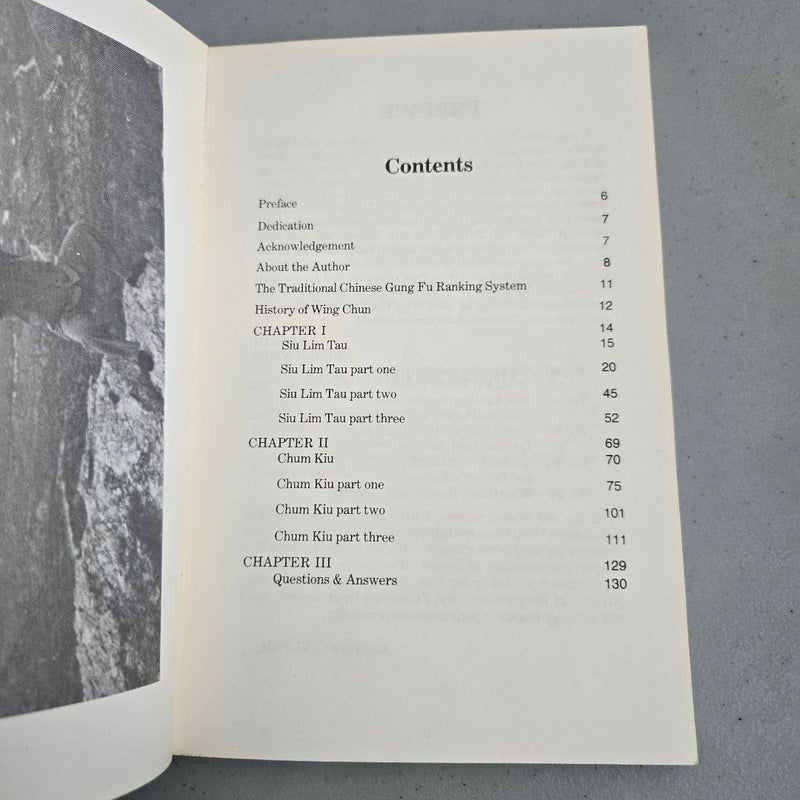 Contents
Preface 6
Dedication 7
Acknowledgement 7
About the Author 8
The Traditional Chinese Gung Fu Ranking System 11
History of Wing Chun 12
CHAPTER I 14
Siu Lim Tau 15
Siu Lim Tau part one 20
Siu Lim Tau part two 45
Siu Lim Tau part three 52
CHAPTER II 69
Chum Kiu 70
Chum Kiu part one 75
Chum Kiu part two 101
Chum Kiu part three 111
CHAPTER III 129
Questions & Answers 130